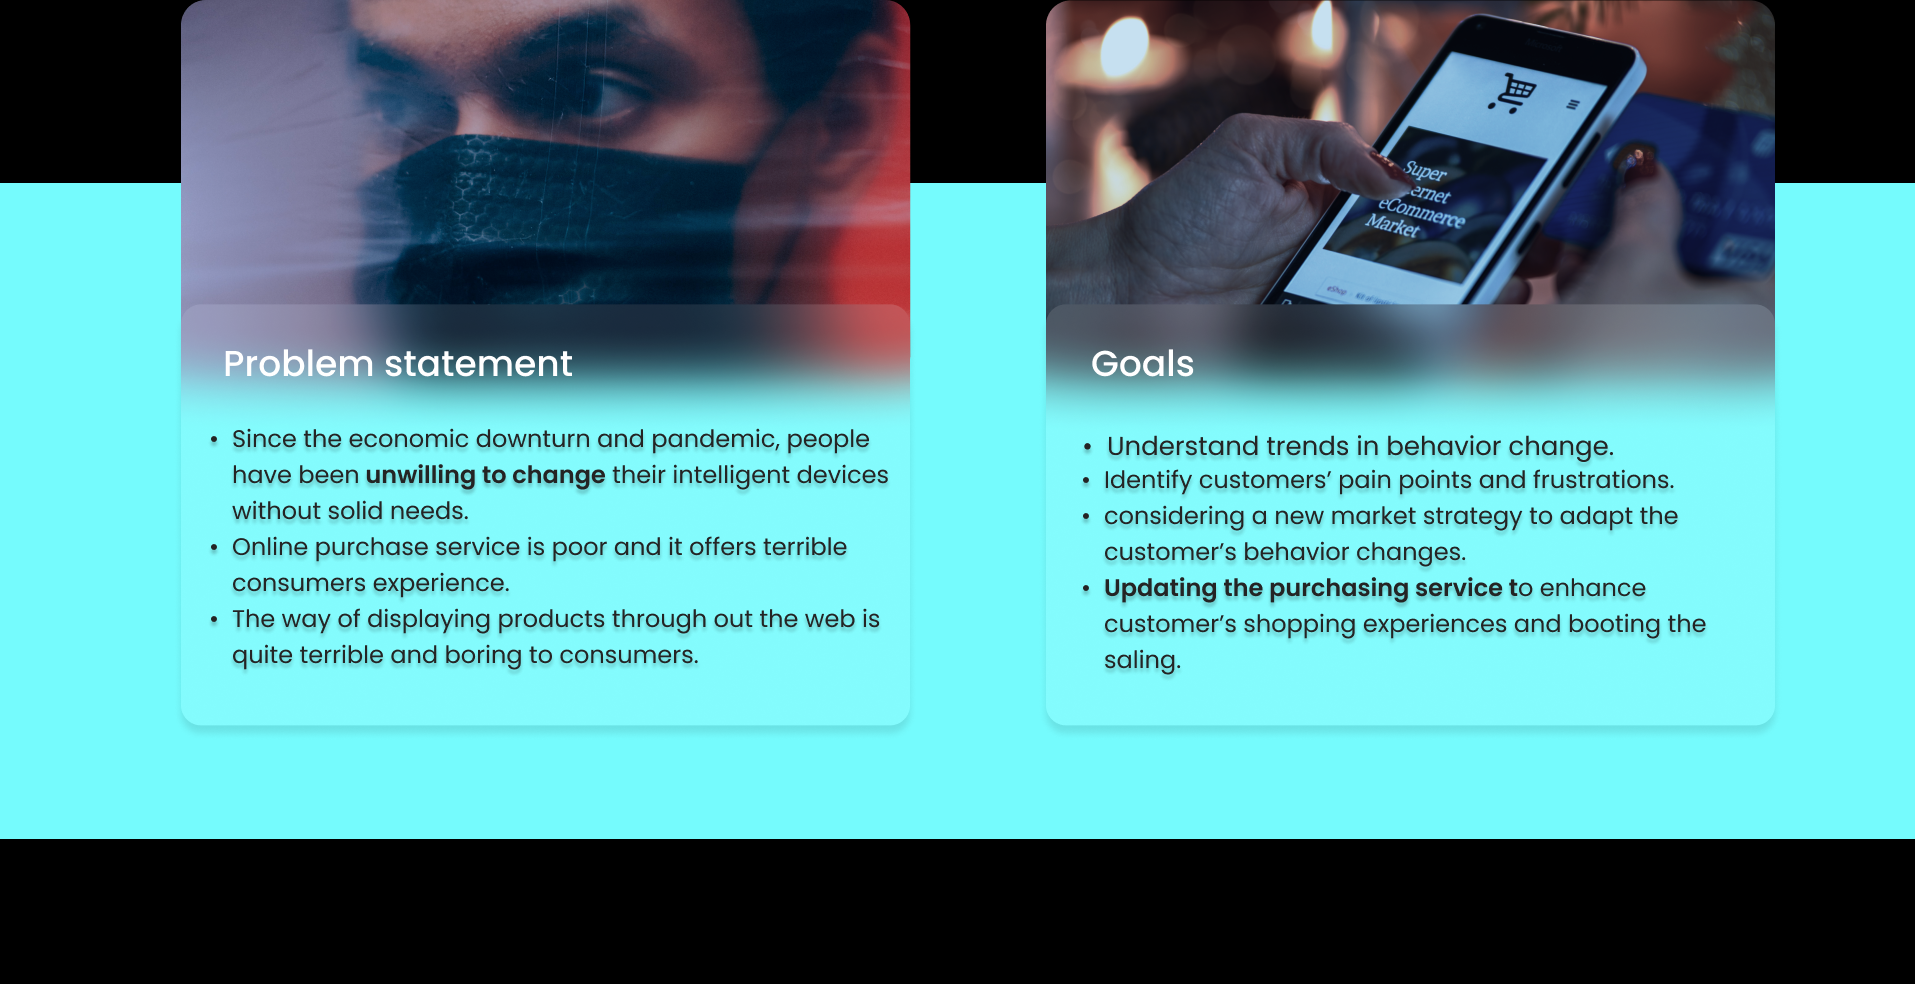 Super
ernet
eCommerce
Market
eShop
Problem statement
• Since the economic downturn and pandemic, people
have been unwilling to change their intelligent devices
without solid needs.
• Online purchase service is poor and it offers terrible
consumers experience.
• The way of displaying products through out the web is
quite terrible and boring to consumers.
Goals
• Understand trends in behavior change.
• Identify customers’ pain points and frustrations.
• considering a new market strategy to adapt the
customer’s behavior changes.
• Updating the purchasing service to enhance
customer’s shopping experiences and booting the
saling.